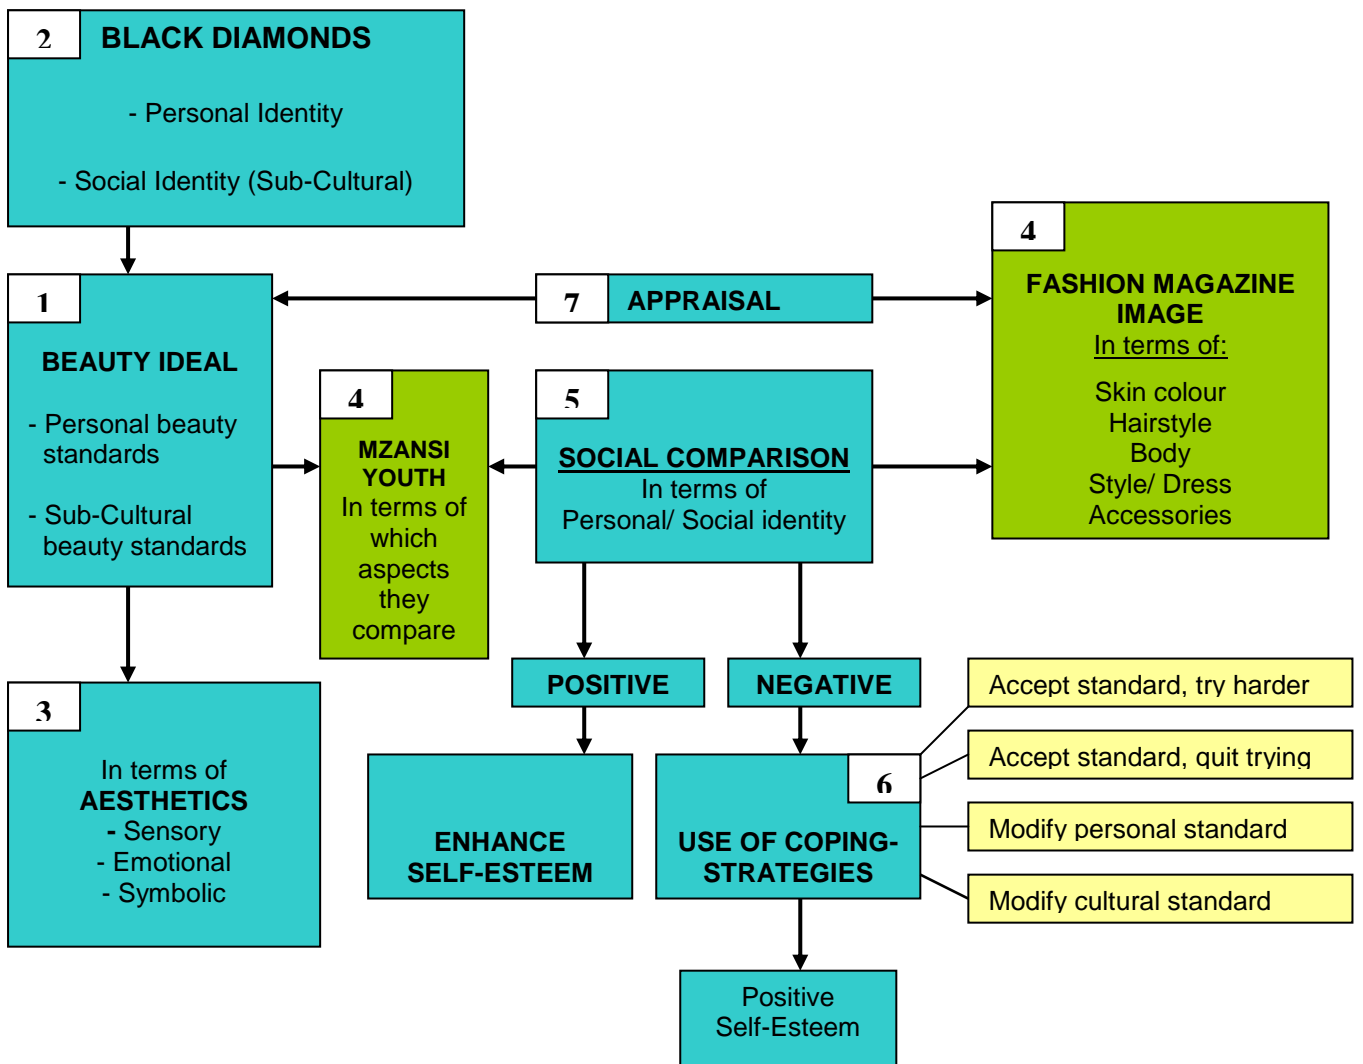 2
BLACK DIAMONDS
- Personal Identity
- Social Identity (Sub-Cultural)
1
BEAUTY IDEAL
- Personal beauty
standards
- Sub-Cultural
beauty standards
7
APPRAISAL
4
FASHION MAGAZINE
IMAGE
In terms of:
Skin colour
Hairstyle
Body
Style/ Dress
Accessories
4
MZANSI
YOUTH
In terms of
which
aspects
they
compare
5
SOCIAL COMPARISON
In terms of
Personal/ Social identity
POSITIVE
NEGATIVE
3
In terms of
AESTHETICS
- Sensory
- Emotional
- Symbolic
ENHANCE
SELF-ESTEEM
6
USE OF COPING-
STRATEGIES
Accept standard, try harder
Accept standard, quit trying
Modify personal standard
Modify cultural standard
Positive
Self-Esteem